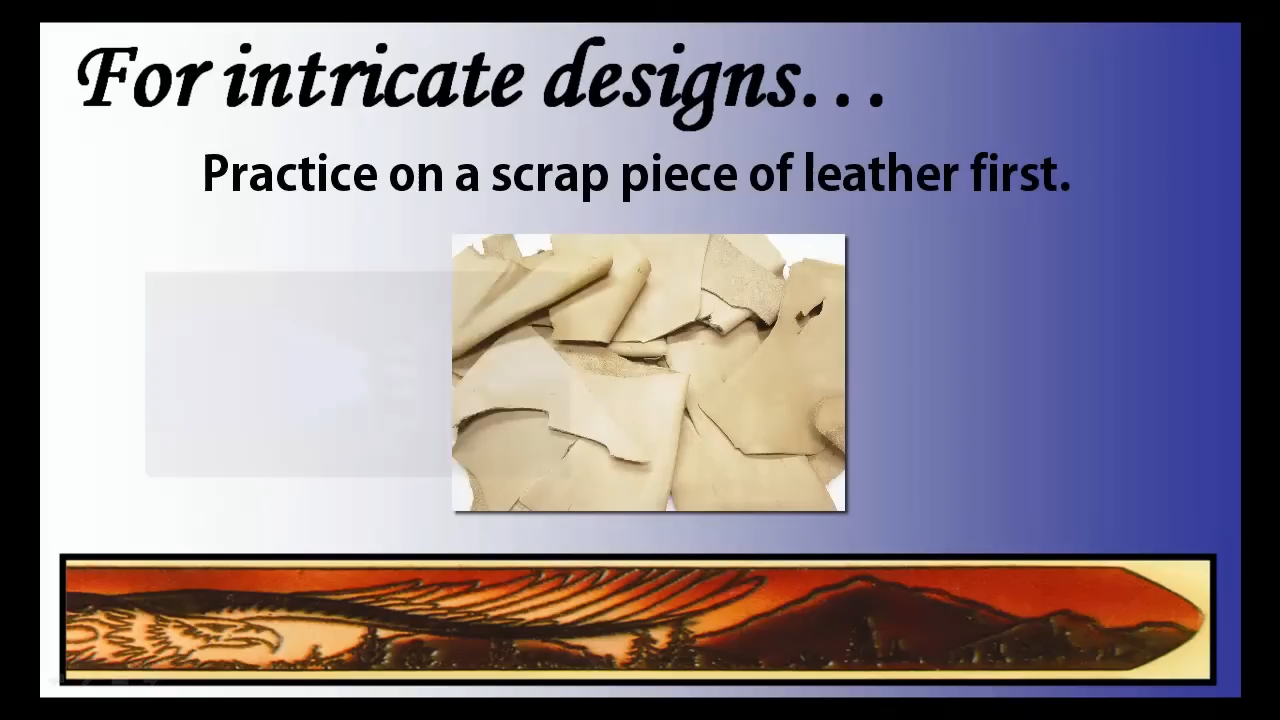 For intricate designs...
Practice on a scrap piece of leather first.